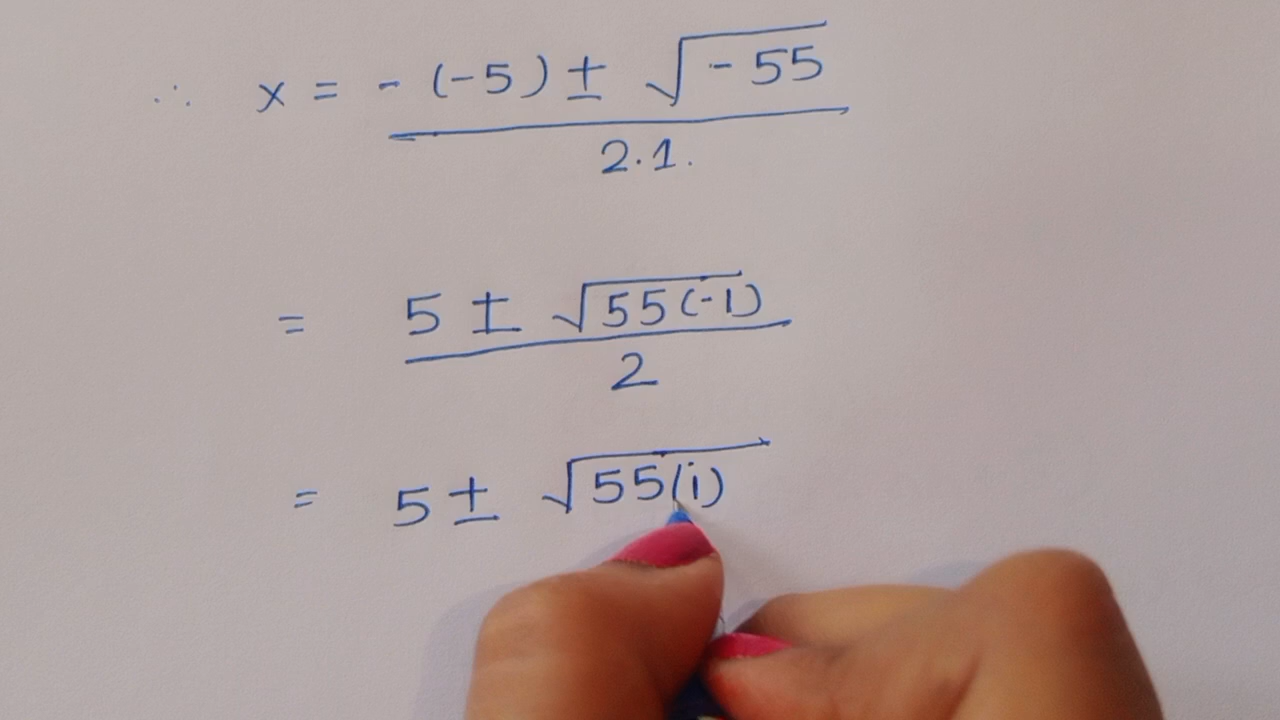 ∴ x = - (-5) ± √-55
2.1.
= 5 ± √55(-1)
2
= 5 ± √55(i)